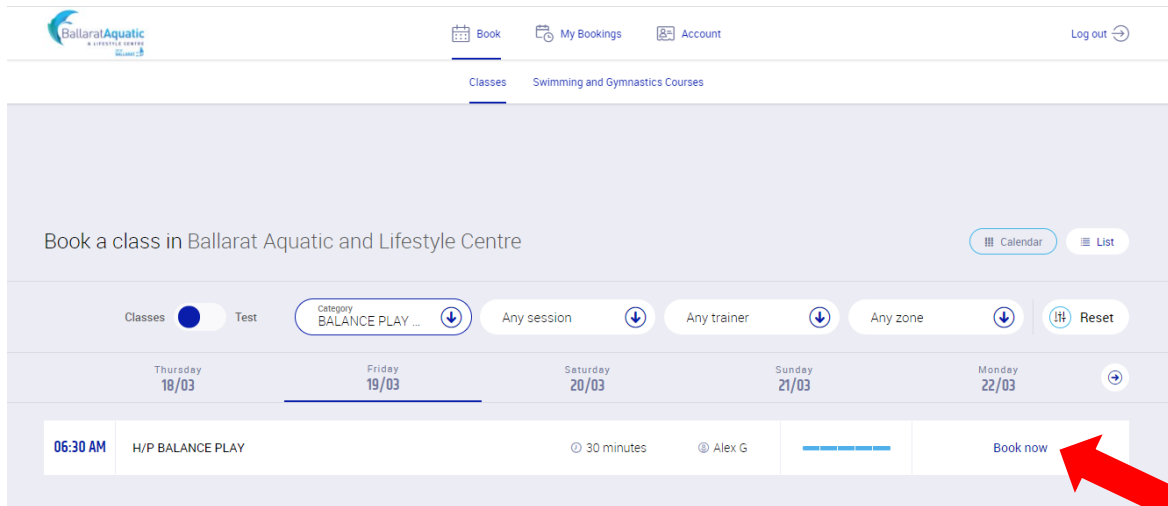 BallaratAquatic
& LIFESTYLE CENTRE
BALLARAT
Book
My Bookings
Account
Log out
Classes
Swimming and Gymnastics Courses
Book a class in Ballarat Aquatic and Lifestyle Centre
Calendar
List
Classes
Test
Category
BALANCE PLAY ...
Any session
Any trainer
Any zone
Reset
Thursday
18/03
Friday
19/03
Saturday
20/03
Sunday
21/03
Monday
22/03
06:30 AM
H/P BALANCE PLAY
30 minutes
Alex G
Book now